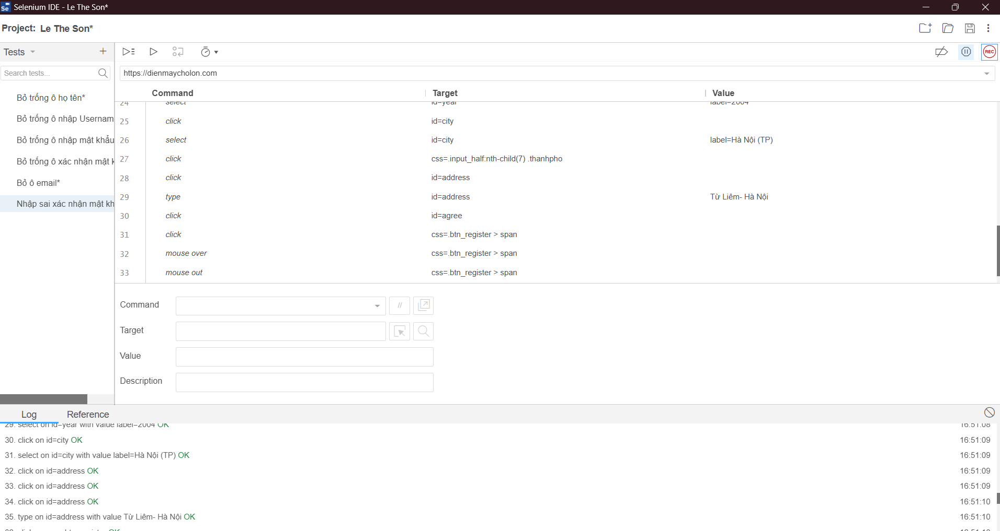 Selenium IDE - Le The Son*
Project: Le The Son*
Tests
Search tests...
https://dienmaycholon.com
Command Target Value
Bỏ trống ô họ tên*
Bỏ trống ô nhập Usernam
Bỏ trống ô nhập mật khẩu
Bỏ trống ô xác nhận mật k
Bỏ ô email*
Nhập sai xác nhận mật kh
24 select id=year label=2004
25 click id=city
26 select id=city label=Hà Nội (TP)
27 click css=.input_half:nth-child(7) .thanhpho
28 click id=address
29 type id=address Từ Liêm- Hà Nội
30 click id=agree
31 click css=.btn_register > span
32 mouse over css=.btn_register > span
33 mouse out css=.btn_register > span
Command
//
Target
Value
Description
REC
Log Reference
29. select on id=year with value label=2004 OK 16:51:08
30. click on id=city OK 16:51:09
31. select on id=city with value label=Hà Nội (TP) OK 16:51:09
32. click on id=address OK 16:51:09
33. click on id=address OK 16:51:09
34. click on id=address OK 16:51:10
35. type on id=address with value Từ Liêm- Hà Nội OK 16:51:10